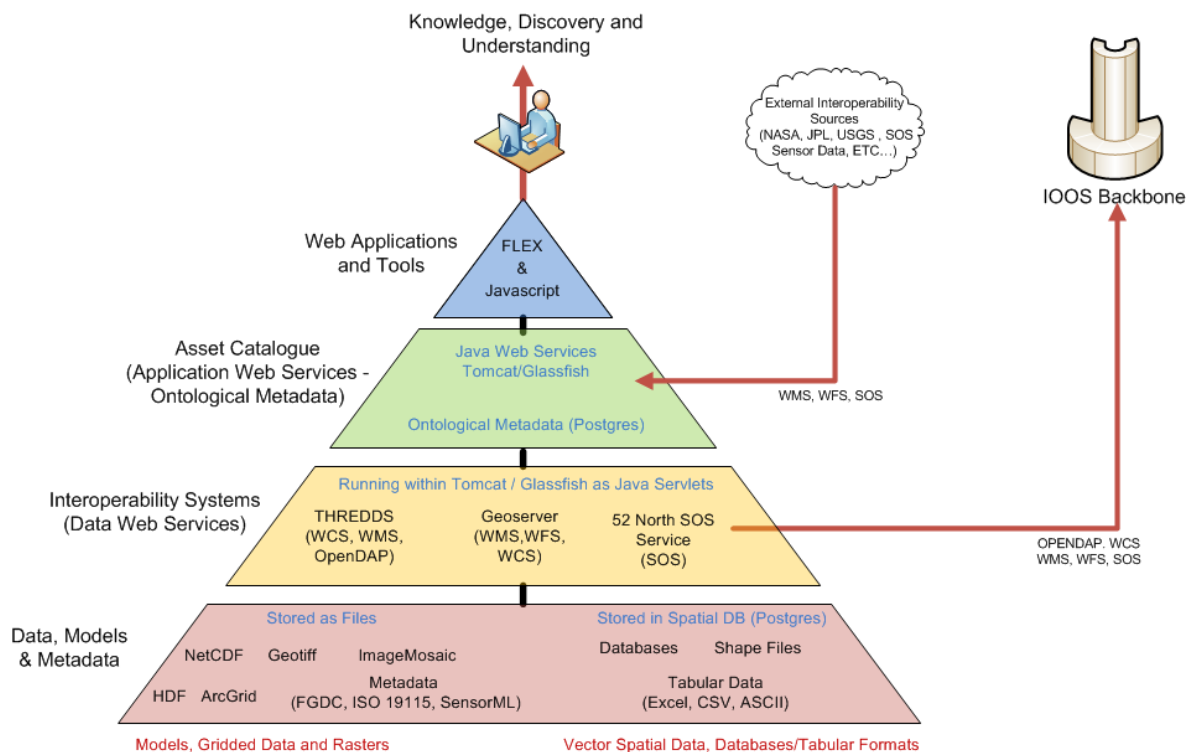 Knowledge, Discovery and
Understanding
External Interoperability
Sources
(NASA, JPL, USGS , SOS
Sensor Data, ETC...)
IOOS Backbone
Web Applications
and Tools
FLEX
&
Javascript
Asset Catalogue
(Application Web Services -
Ontological Metadata)
Java Web Services
Tomcat/Glassfish
Ontological Metadata (Postgres)
WMS, WFS, SOS
Interoperability Systems
(Data Web Services)
Running within Tomcat / Glassfish as Java Servlets
THREDDS
(WCS, WMS,
OpenDAP)
Geoserver
(WMS,WFS,
WCS)
52 North SOS
Service
(SOS)
OPENDAP. WCS
WMS, WFS, SOS
Data, Models
& Metadata
Stored as Files
NetCDF
Geotiff
ImageMosaic
HDF
ArcGrid
Metadata
(FGDC, ISO 19115, SensorML)
Stored in Spatial DB (Postgres)
Databases
Shape Files
Tabular Data
(Excel, CSV, ASCII)
Models, Gridded Data and Rasters
Vector Spatial Data, Databases/Tabular Formats